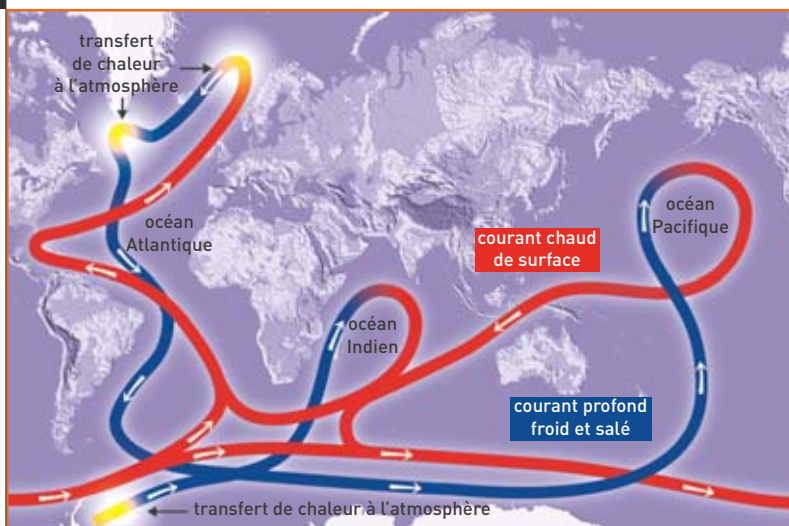 transfert
de chaleur
à l'atmosphère
océan
Atlantique
océan
Pacifique
courant chaud
de surface
océan
Indien
courant profond
froid et salé
transfert de chaleur à l'atmosphère